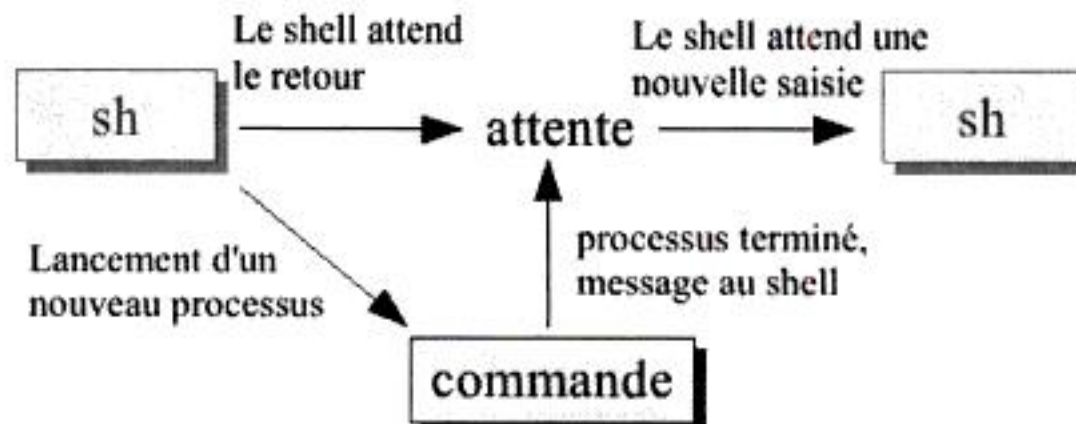 Le shell attend
le retour
Le shell attend une
nouvelle saisie
sh
attente
sh
Lancement d'un
nouveau processus
processus terminé,
message au shell
commande